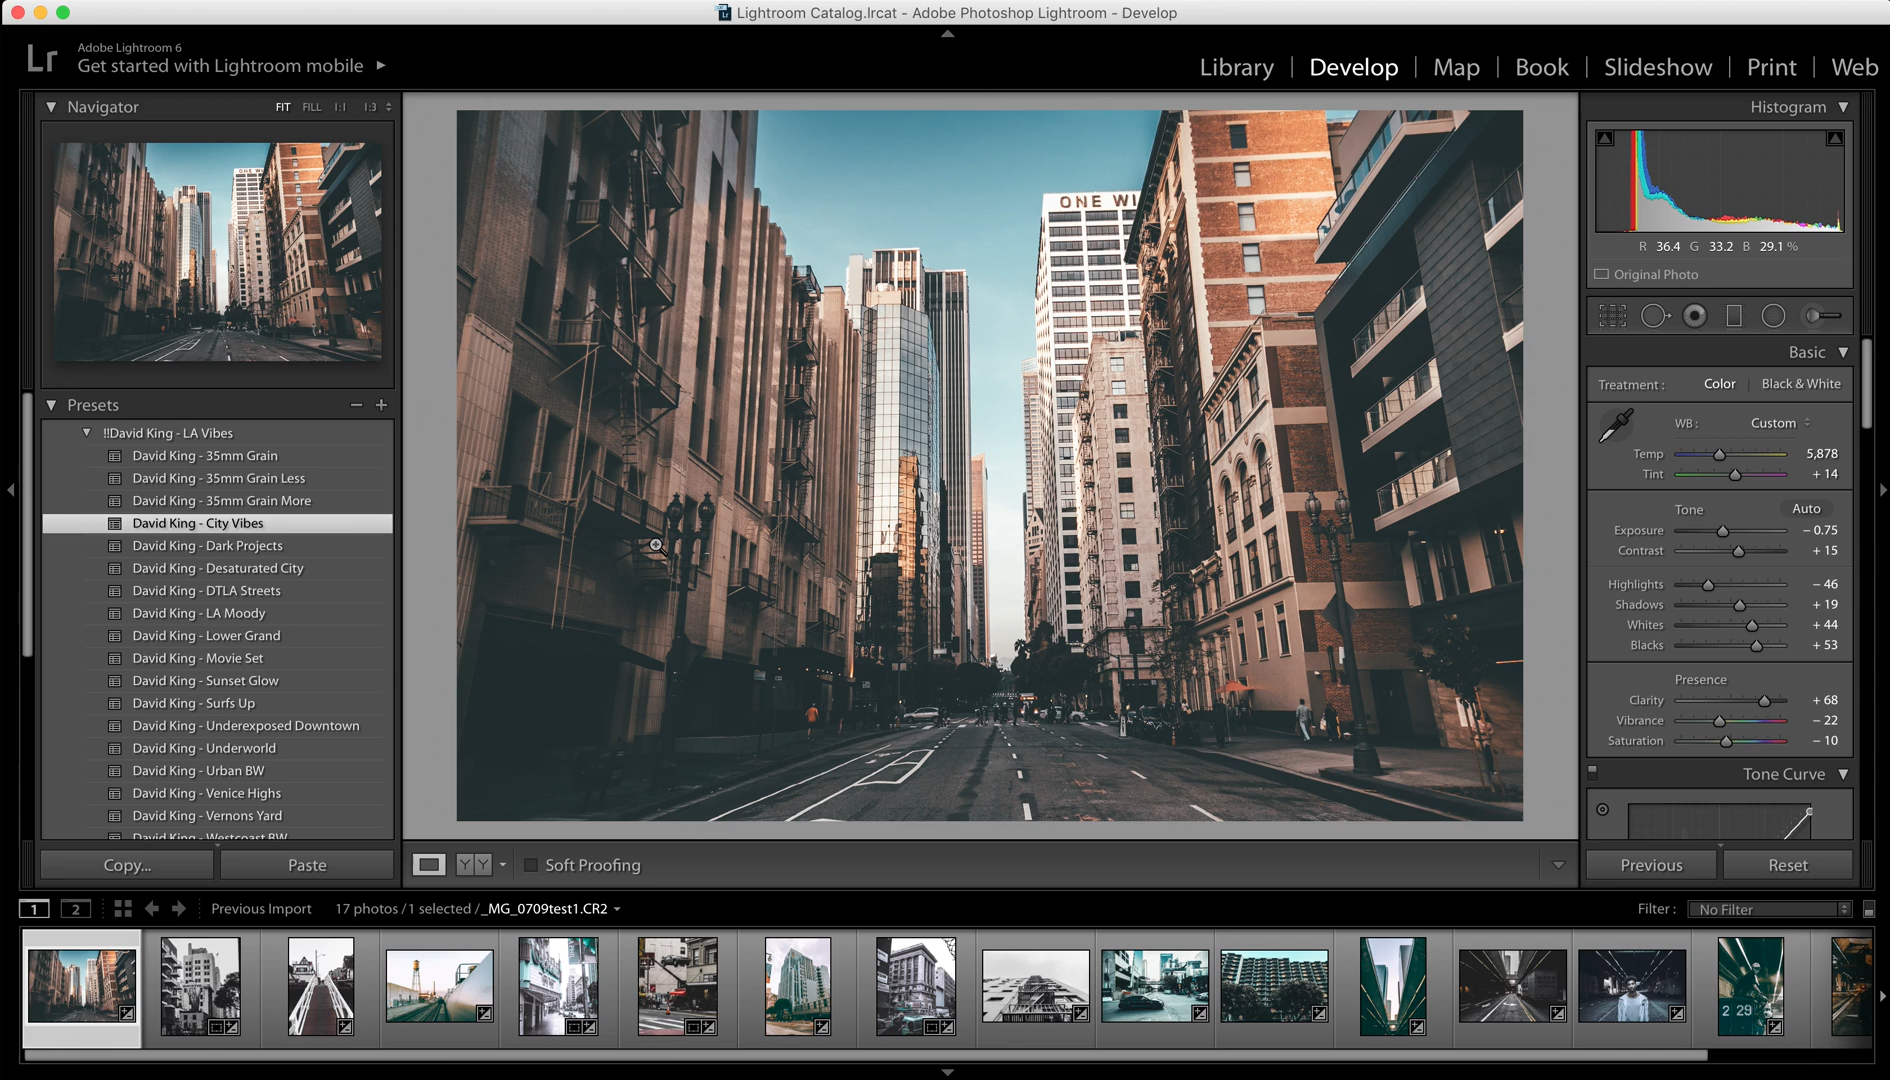 Lightroom Catalog.lrcat - Adobe Photoshop Lightroom - Develop
Lr
Adobe Lightroom 6
Get started with Lightroom mobile
Library | Develop | Map | Book | Slideshow | Print | Web
Navigator FIT FILL 1:1 1:3
Presets
!!David King - LA Vibes
David King - 35mm Grain
David King - 35mm Grain Less
David King - 35mm Grain More
David King - City Vibes
David King - Dark Projects
David King - Desaturated City
David King - DTLA Streets
David King - LA Moody
David King - Lower Grand
David King - Movie Set
David King - Sunset Glow
David King - Surfs Up
David King - Underexposed Downtown
David King - Underworld
David King - Urban BW
David King - Venice Highs
David King - Vernons Yard
David King - Westcoast BW
Copy...
Paste
ONE WI
Soft Proofing
Histogram
R 36.4 G 33.2 B 29.1 %
Original Photo
Basic
Treatment : Color | Black & White
WB : Custom
Temp 5,878
Tint + 14
Tone Auto
Exposure – 0.75
Contrast + 15
Highlights – 46
Shadows + 19
Whites + 44
Blacks + 53
Presence
Clarity + 68
Vibrance – 22
Saturation – 10
Tone Curve
Previous
Reset
1 2 Previous Import 17 photos / 1 selected / _MG_0709test1.CR2
Filter : No Filter
2 29